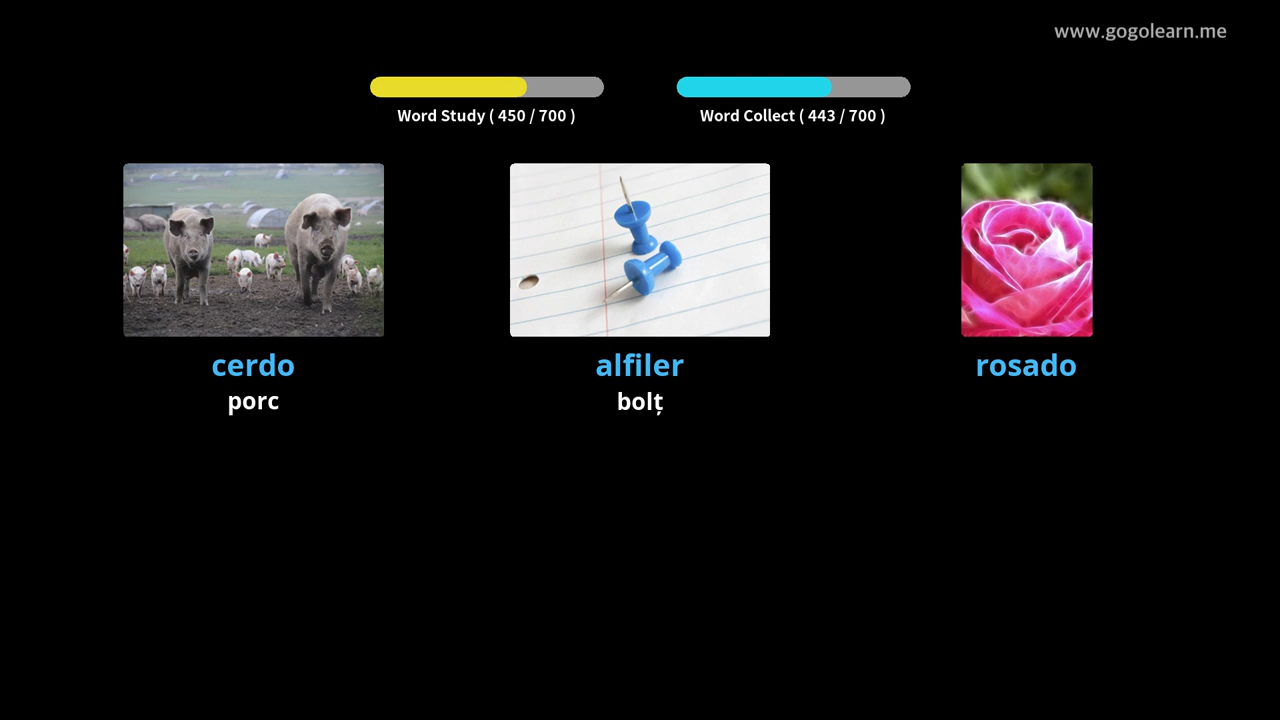 www.gogolearn.me
Word Study ( 450 / 700 )
Word Collect ( 443 / 700 )
cerdo
alfiler
rosado
porc
bolț